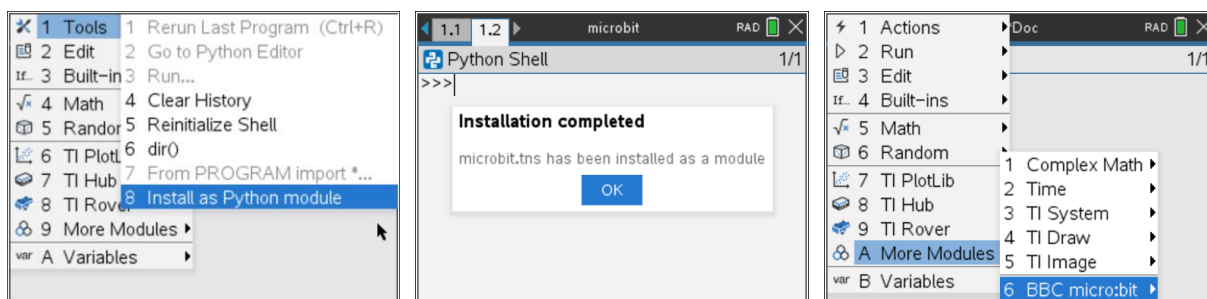 1 Tools
2 Edit
If... 3 Built-in
√ 4 Math
5 Randor
6 TI PlotL
7 TI Hub
8 TI Rove
9 More Modules
var A Variables
1 Rerun Last Program (Ctrl+R)
2 Go to Python Editor
3 Run...
4 Clear History
5 Reinitialize Shell
6 dir()
7 From PROGRAM import *...
8 Install as Python module
1.1 1.2 microbit RAD
Python Shell 1/1
>>>
Installation completed
microbit.tns has been installed as a module
OK
Doc RAD
1/1
1 Actions
2 Run
3 Edit
If... 4 Built-ins
√ 5 Math
6 Random
7 TI PlotLib
8 TI Hub
9 TI Rover
A More Modules
var B Variables
1 Complex Math
2 Time
3 TI System
4 TI Draw
5 TI Image
6 BBC micro:bit